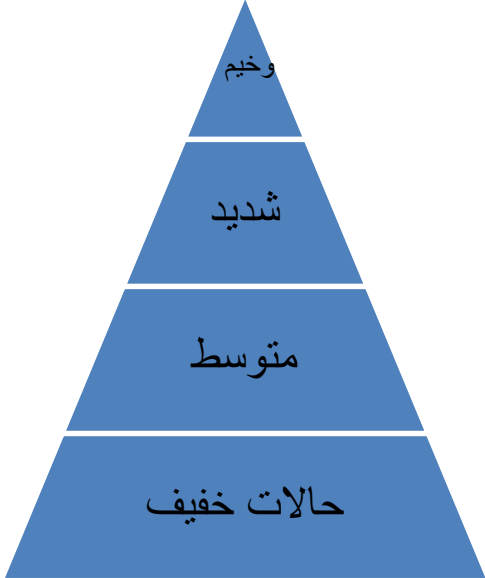 وخيم
شديد
متوسط
حالات خفيف